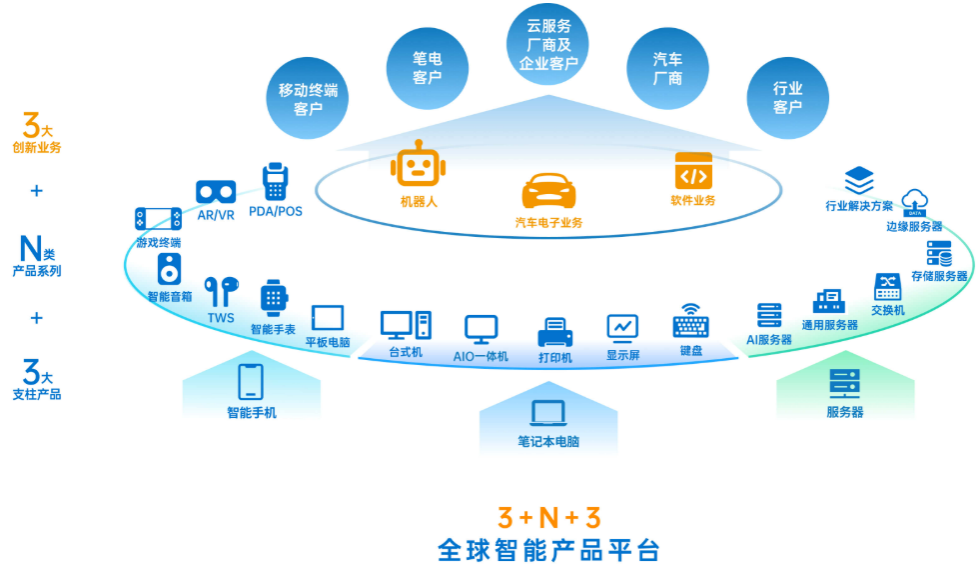 云服务
厂商及
企业客户
笔电
客户
汽车
厂商
移动终端
客户
行业
客户
3大
创新业务
+
N类
产品系列
+
3大
支柱产品
机器人
汽车电子业务
软件业务
PDA/POS
AR/VR
游戏终端
智能音箱
TWS
智能手表
平板电脑
台式机
AIO一体机
打印机
显示屏
键盘
AI服务器
通用服务器
交换机
存储服务器
DATA
边缘服务器
行业解决方案
智能手机
笔记本电脑
服务器
3+N+3
全球智能产品平台